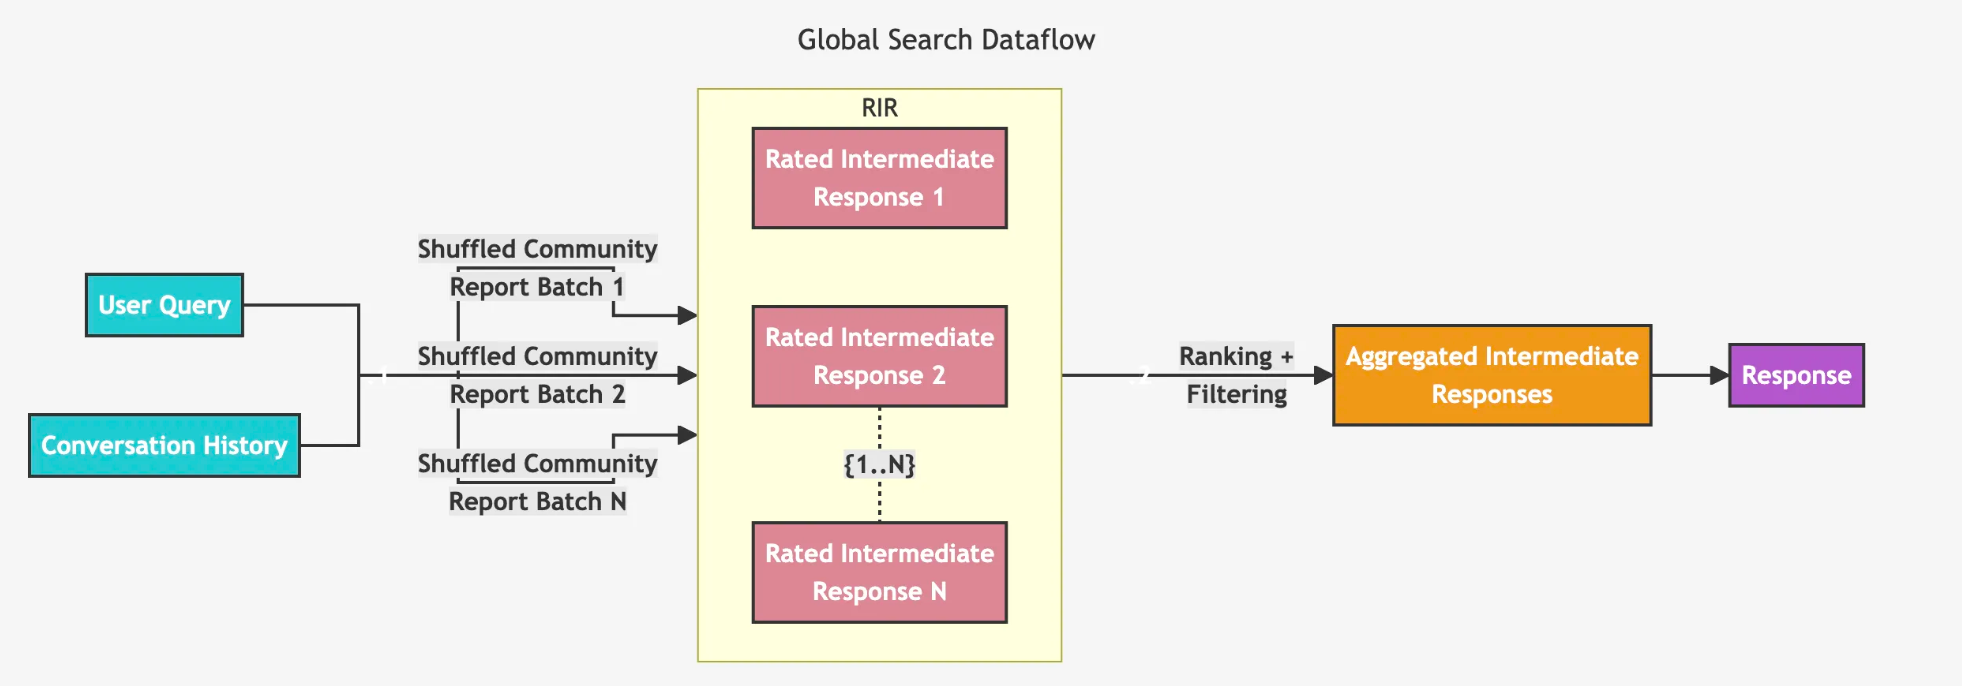 Global Search Dataflow
RIR
Rated Intermediate
Response 1
Shuffled Community
Report Batch 1
User Query
Rated Intermediate
Response 2
Shuffled Community
Report Batch 2
Ranking +
Filtering
Aggregated Intermediate
Responses
Response
Conversation History
Shuffled Community
Report Batch N
{1..N}
Rated Intermediate
Response N